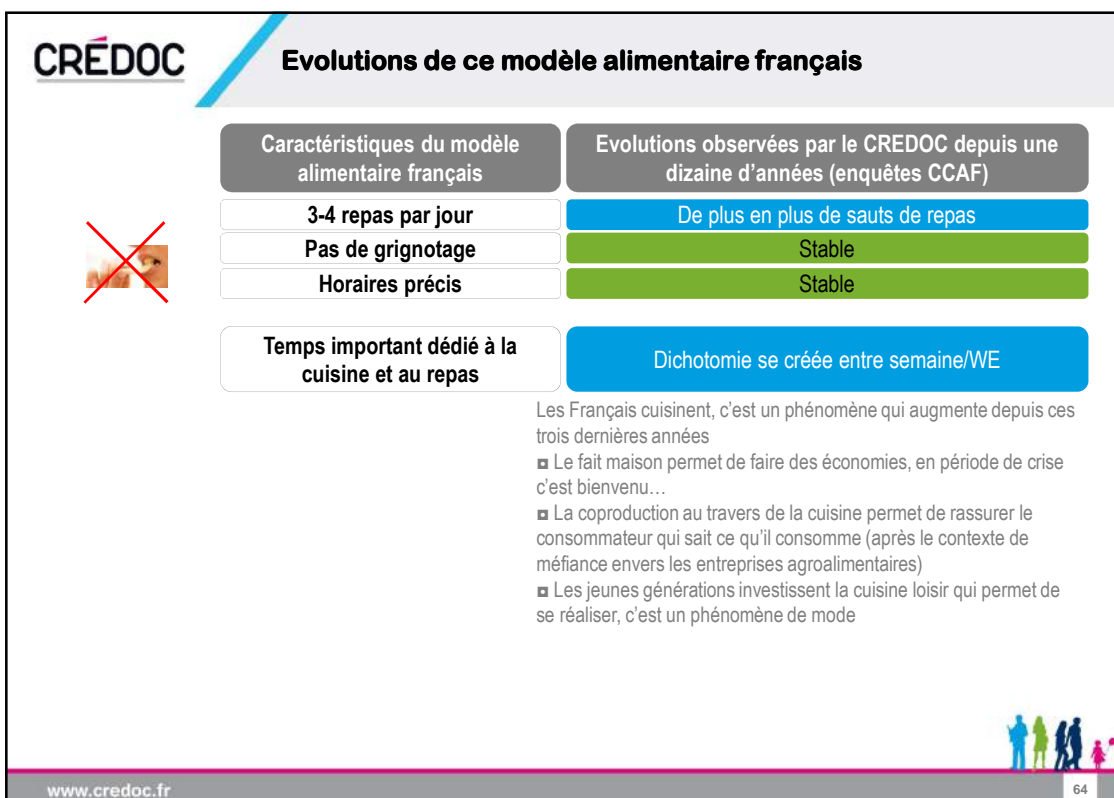 CRÉDOC
Evolutions de ce modèle alimentaire français
Caractéristiques du modèle
alimentaire français
Evolutions observées par le CREDOC depuis une
dizaine d'années (enquêtes CCAF)
3-4 repas par jour
De plus en plus de sauts de repas
Pas de grignotage
Stable
Horaires précis
Stable
Temps important dédié à la
cuisine et au repas
Dichotomie se créée entre semaine/WE
Les Français cuisinent, c'est un phénomène qui augmente depuis ces
trois dernières années
◘ Le fait maison permet de faire des économies, en période de crise
c'est bienvenu…
◘ La coproduction au travers de la cuisine permet de rassurer le
consommateur qui sait ce qu'il consomme (après le contexte de
méfiance envers les entreprises agroalimentaires)
◘ Les jeunes générations investissent la cuisine loisir qui permet de
se réaliser, c'est un phénomène de mode
www.credoc.fr
64